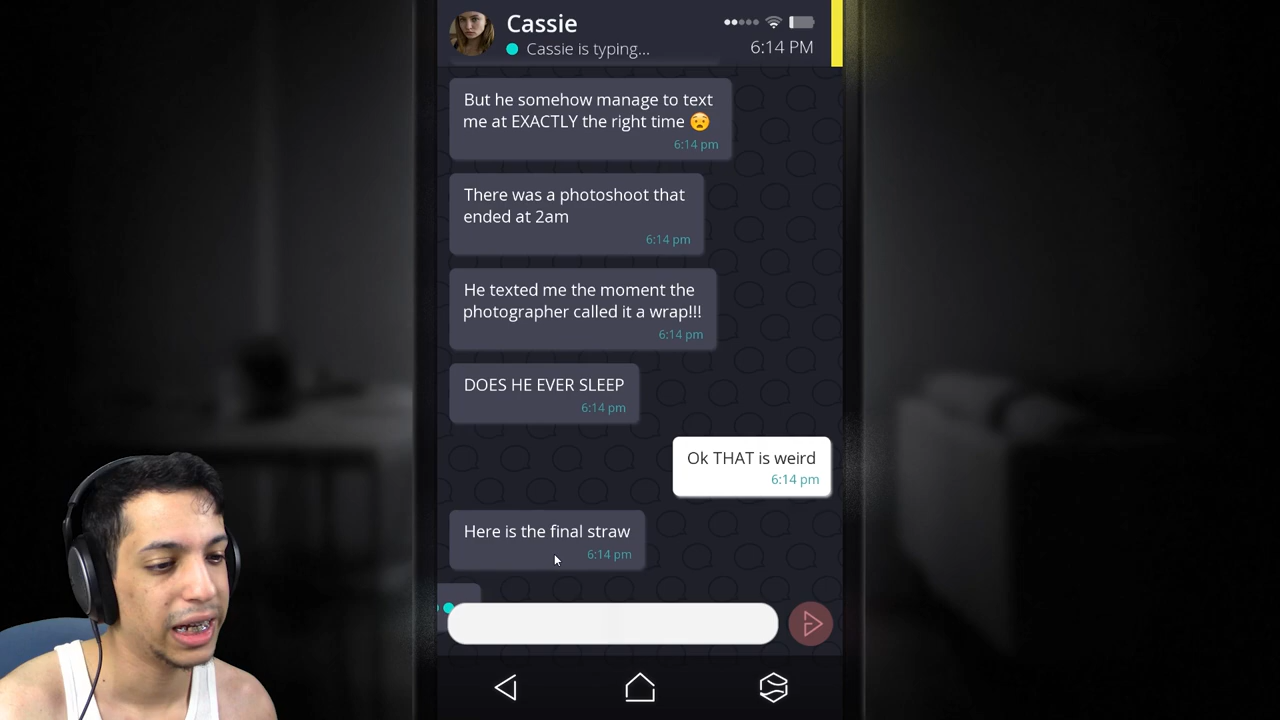 Cassie
Cassie is typing...
6:14 PM
But he somehow manage to text
me at EXACTLY the right time 😧
6:14 pm
There was a photoshoot that
ended at 2am
6:14 pm
He texted me the moment the
photographer called it a wrap!!!
6:14 pm
DOES HE EVER SLEEP
6:14 pm
Ok THAT is weird
6:14 pm
Here is the final straw
6:14 pm